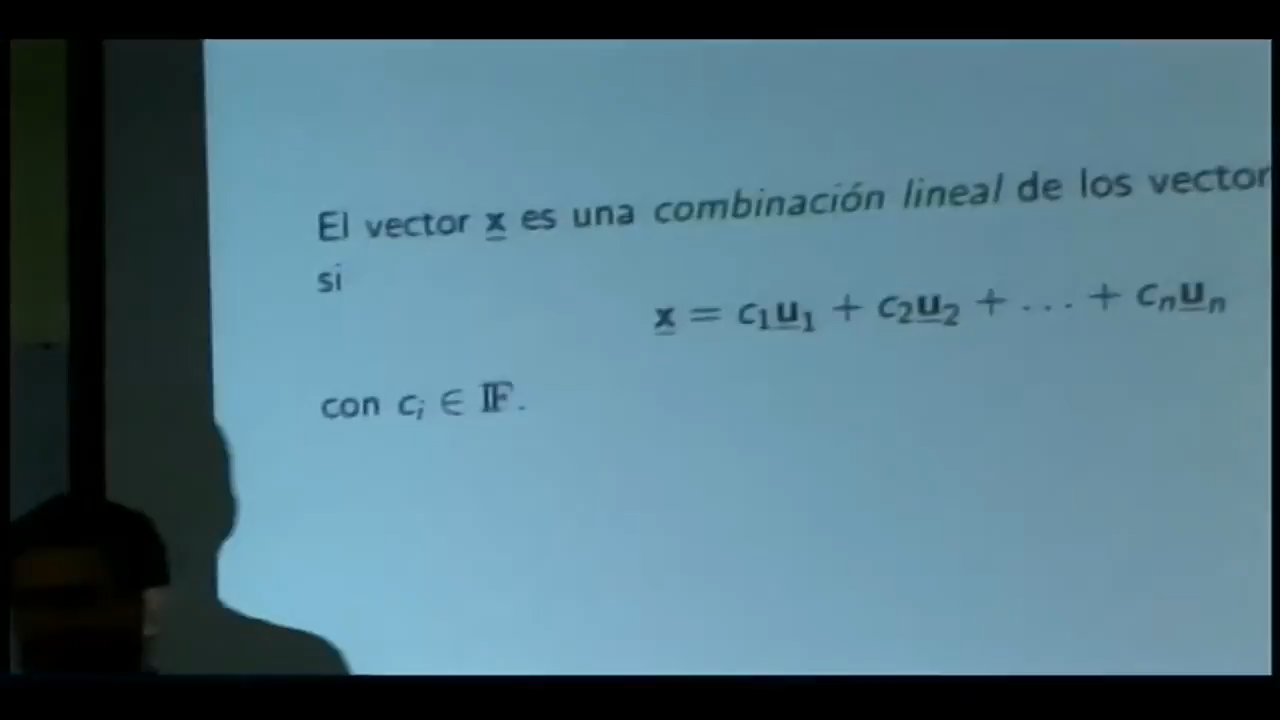 El vector x es una combinación lineal de los vector
si
x = c₁u₁ + c₂u₂ + ... + cₙuₙ
con cᵢ ∈ 𝔽.